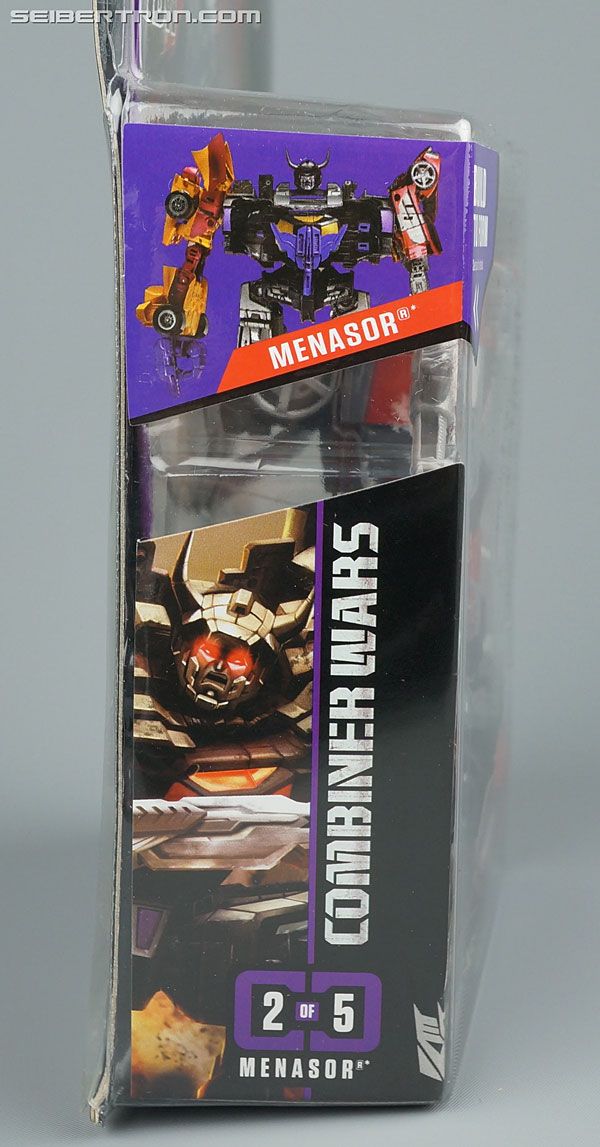 SEIBERTRON.COM
MENASOR®*
COMBINER WARS
2 OF 5
MENASOR®*